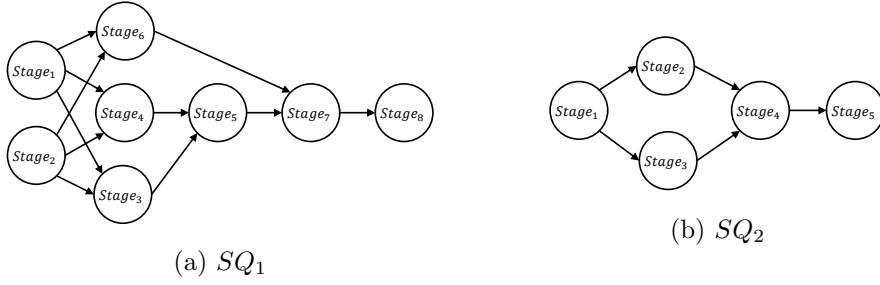 Stage₆
Stage₁
Stage₄
Stage₅
Stage₇
Stage₈
Stage₂
Stage₃
(a) SQ₁
Stage₂
Stage₁
Stage₄
Stage₅
Stage₃
(b) SQ₂